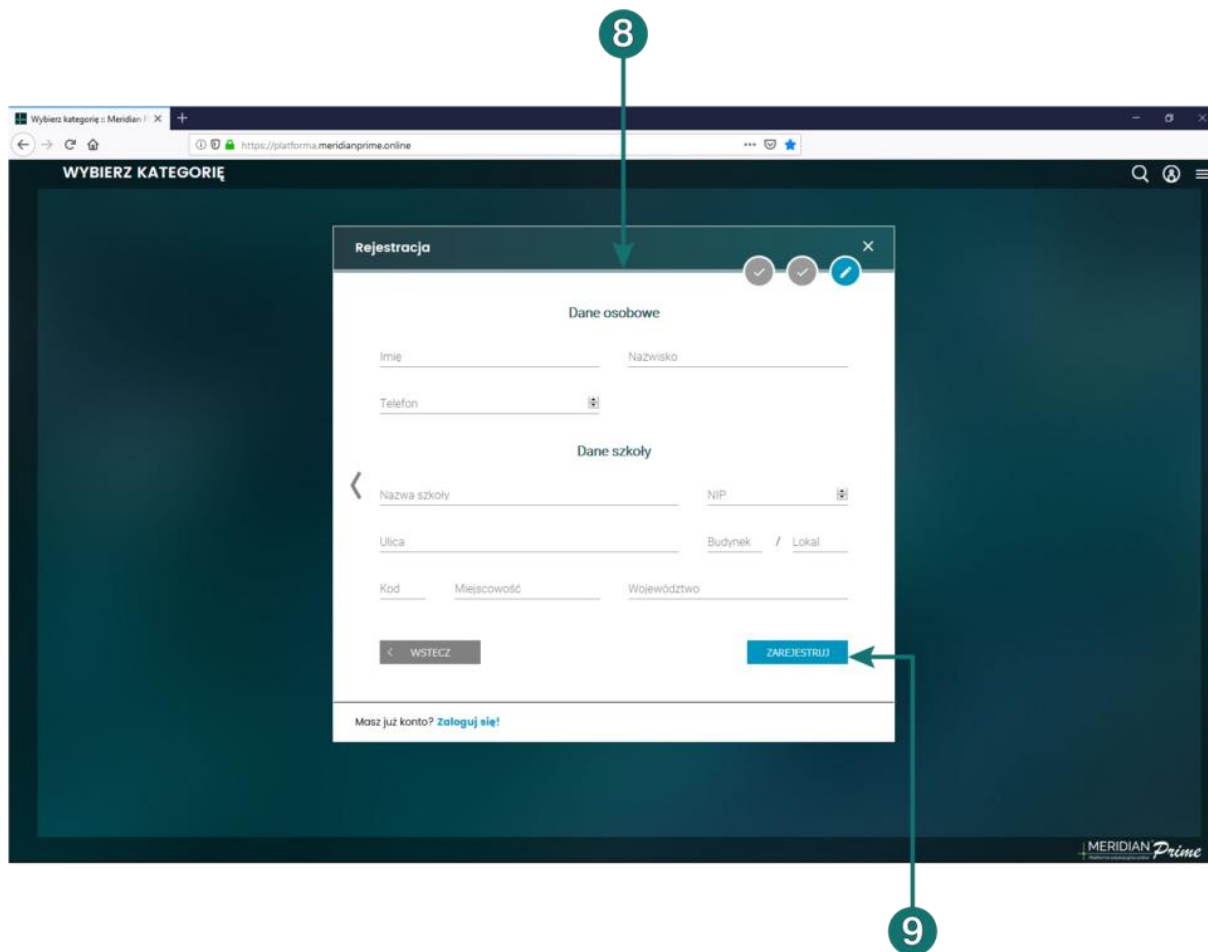 8
Wybierz kategorię :: Meridian
https://platforma.meridianprime.online
WYBIERZ KATEGORIĘ
Rejestracja
Dane osobowe
Imię Nazwisko
Telefon
Dane szkoły
Nazwa szkoły NIP
Ulica Budynek / Lokal
Kod Miejscowość Województwo
WSTECZ ZAREJESTRUJ
Masz już konto? Zaloguj się!
MERIDIAN Prime
9